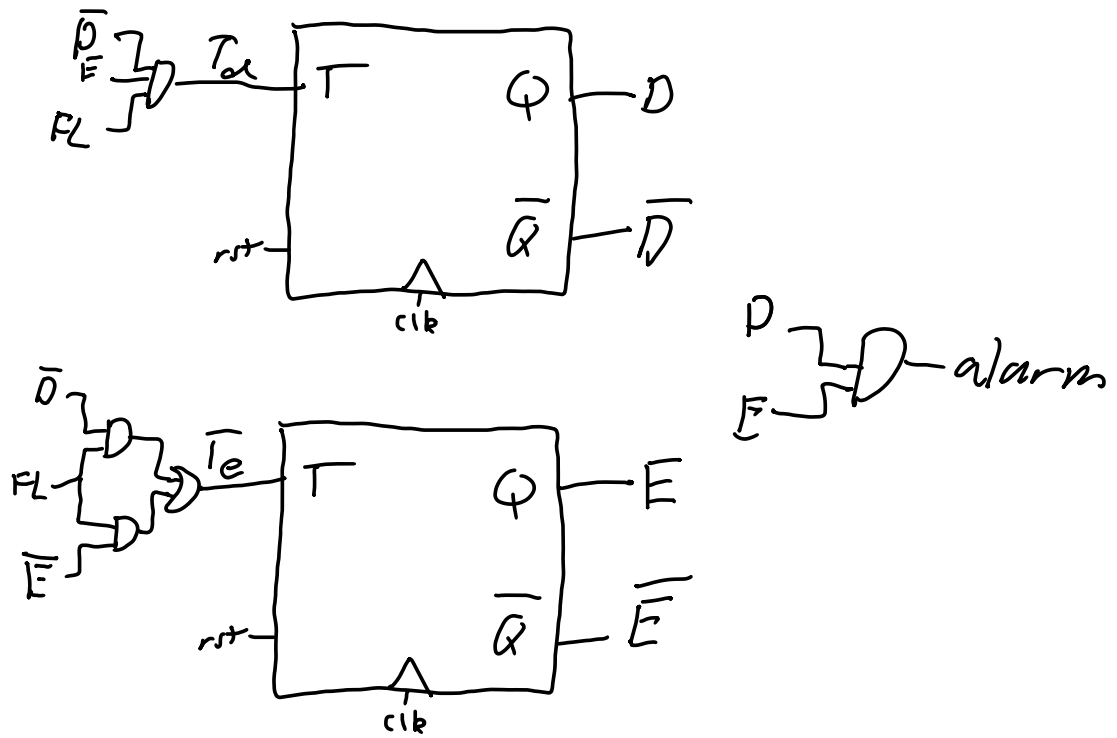 D̅
E̅
FL
Td
T
Q
D
Q̅
D̅
rst
clk
D
E
alarm
D̅
FL
E̅
Te
T
Q
E
Q̅
E̅
rst
clk